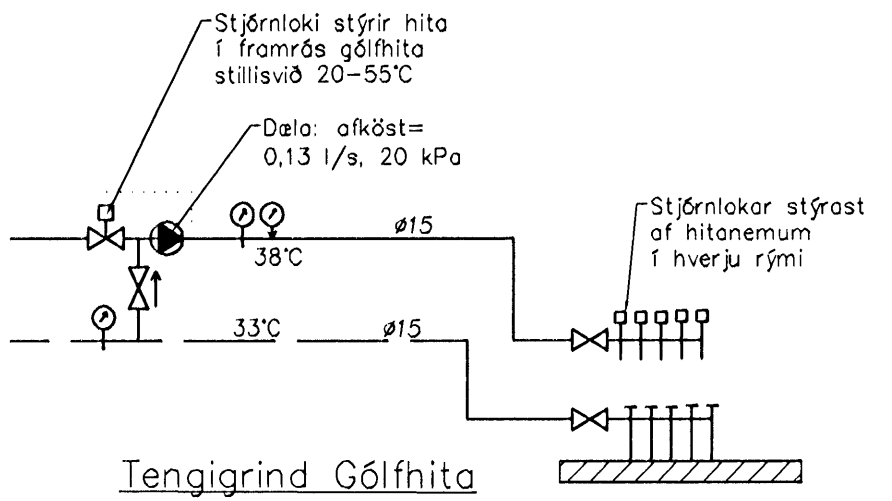 Stjórnloki stýrir hita
í framrás gólfhita
stillisvið 20-55°C
Dæla: afköst=
0,13 l/s, 20 kPa
Stjórnlokar stýrast
af hitanemum
í hverju rými
ø15
38°C
33°C
ø15
Tengigrind Gólfhita